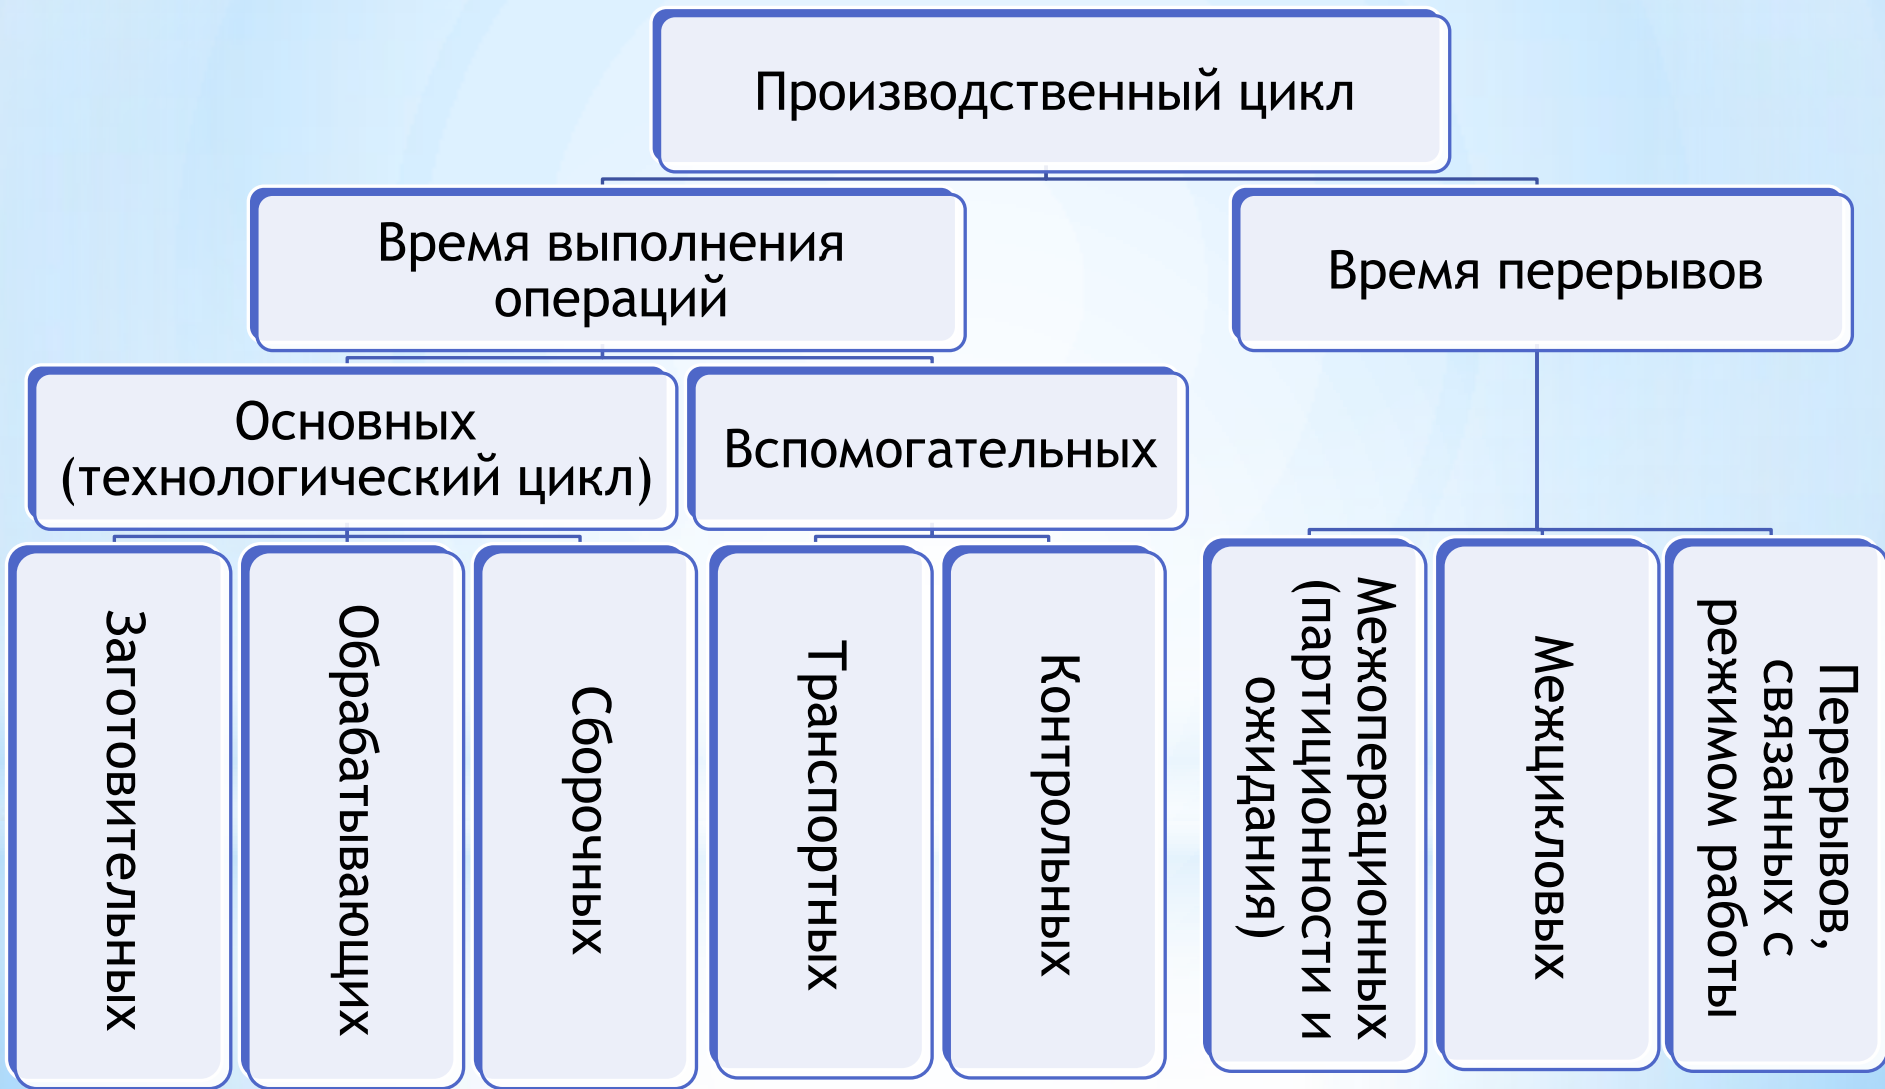 Производственный цикл
Время выполнения
операций
Время перерывов
Основных
(технологический цикл)
Вспомогательных
Заготовительных
Обрабатывающих
Сборочных
Транспортных
Контрольных
Межоперационных
(партиционности и
ожидания)
Межцикловых
Перерывов,
связанных с
режимом работы